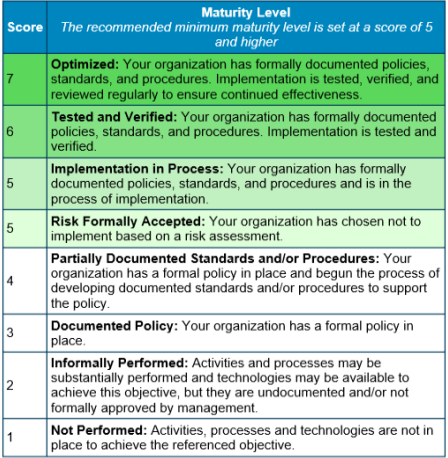 Score
Maturity Level
The recommended minimum maturity level is set at a score of 5
and higher
7
Optimized: Your organization has formally documented policies,
standards, and procedures. Implementation is tested, verified, and
reviewed regularly to ensure continued effectiveness.
6
Tested and Verified: Your organization has formally documented
policies, standards, and procedures. Implementation is tested and
verified.
5
Implementation in Process: Your organization has formally
documented policies, standards, and procedures and is in the
process of implementation.
5
Risk Formally Accepted: Your organization has chosen not to
implement based on a risk assessment.
4
Partially Documented Standards and/or Procedures: Your
organization has a formal policy in place and begun the process of
developing documented standards and/or procedures to support
the policy.
3
Documented Policy: Your organization has a formal policy in
place.
2
Informally Performed: Activities and processes may be
substantially performed and technologies may be available to
achieve this objective, but they are undocumented and/or not
formally approved by management.
1
Not Performed: Activities, processes and technologies are not in
place to achieve the referenced objective.